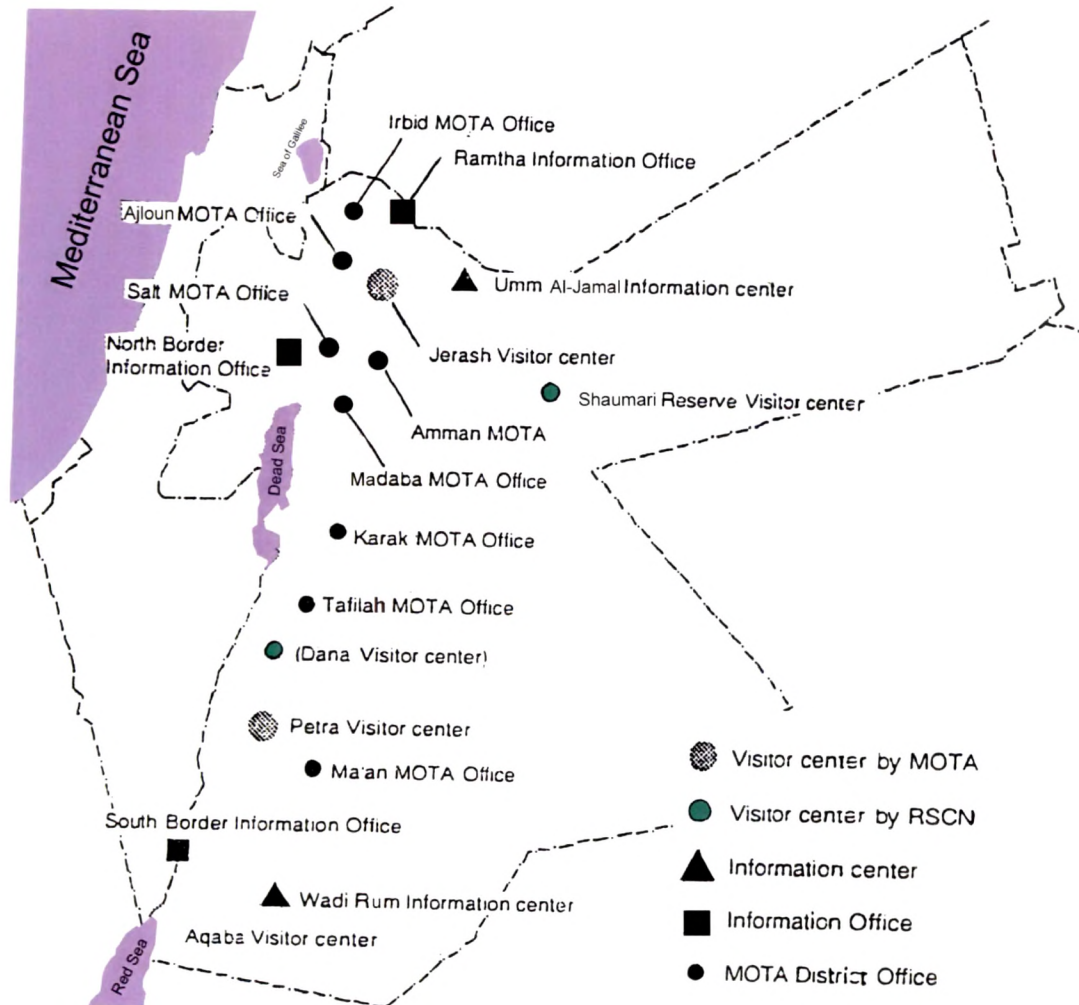 Mediterranean Sea
Sea of Galilee
Irbid MOTA Office
Ramtha Information Office
Ajloun MOTA Office
Umm Al-Jamal Information center
Salt MOTA Office
North Border
Information Office
Jerash Visitor center
Shaumari Reserve Visitor center
Amman MOTA
Dead Sea
Madaba MOTA Office
Karak MOTA Office
Tafilah MOTA Office
(Dana Visitor center)
Petra Visitor center
Ma'an MOTA Office
South Border Information Office
Wadi Rum Information center
Aqaba Visitor center
Red Sea
Visitor center by MOTA
Visitor center by RSCN
Information center
Information Office
MOTA District Office